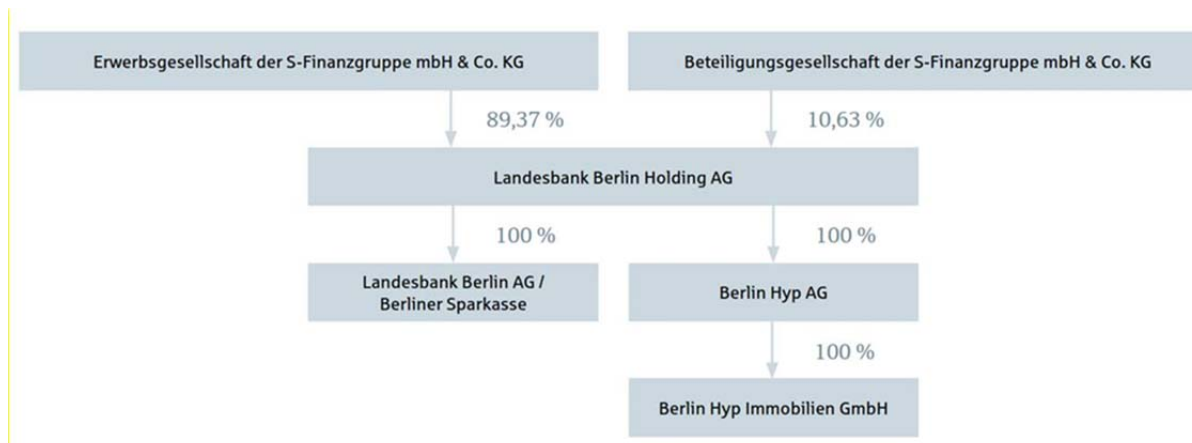 Erwerbsgesellschaft der S-Finanzgruppe mbH & Co. KG
Beteiligungsgesellschaft der S-Finanzgruppe mbH & Co. KG
89,37 %
10,63 %
Landesbank Berlin Holding AG
100 %
100 %
Landesbank Berlin AG /
Berliner Sparkasse
Berlin Hyp AG
100 %
Berlin Hyp Immobilien GmbH